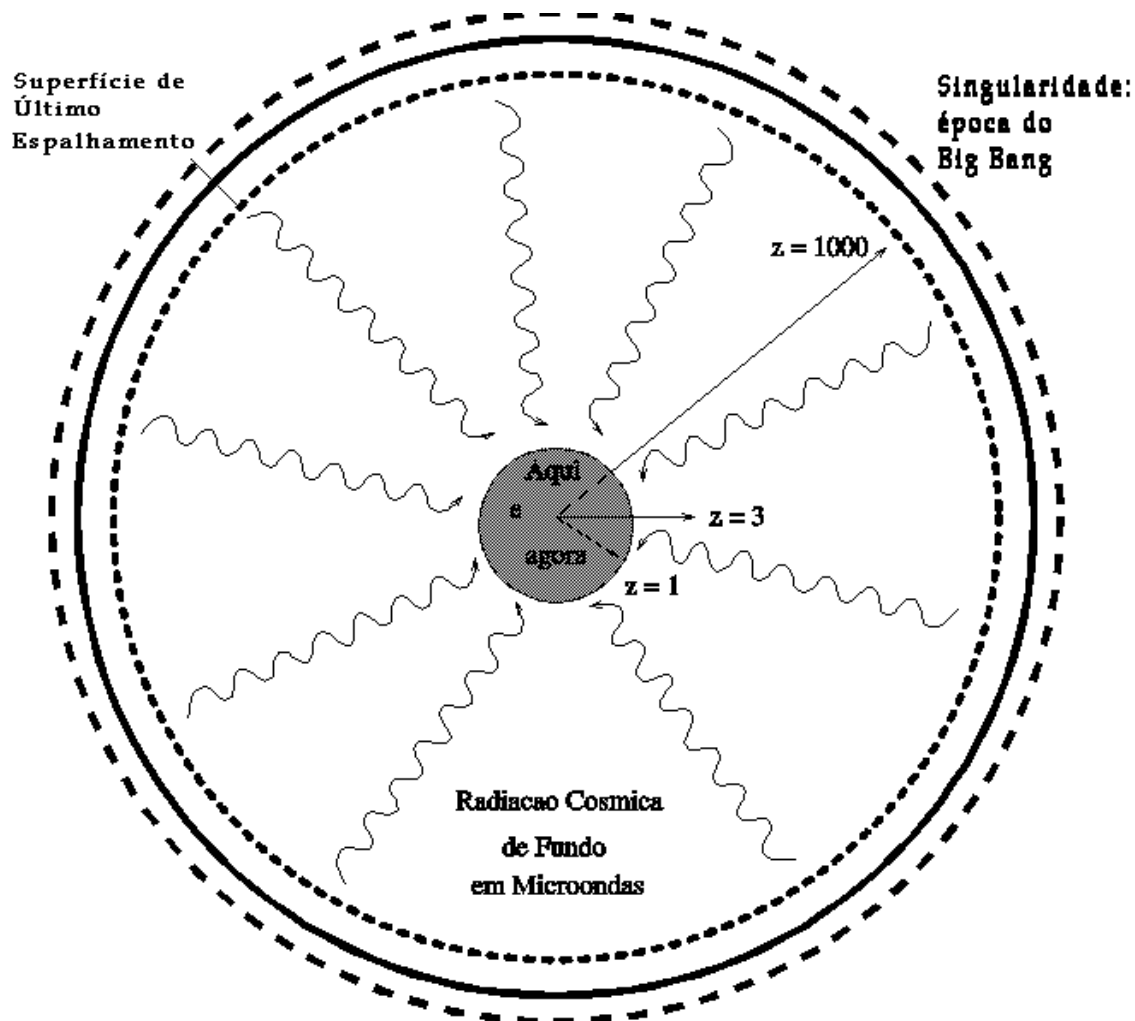 Superfície de
Último
Espalhamento
Singularidade:
época do
Big Bang
z = 1000
Aqui
e
agora
z = 3
z = 1
Radiacao Cosmica
de Fundo
em Microondas